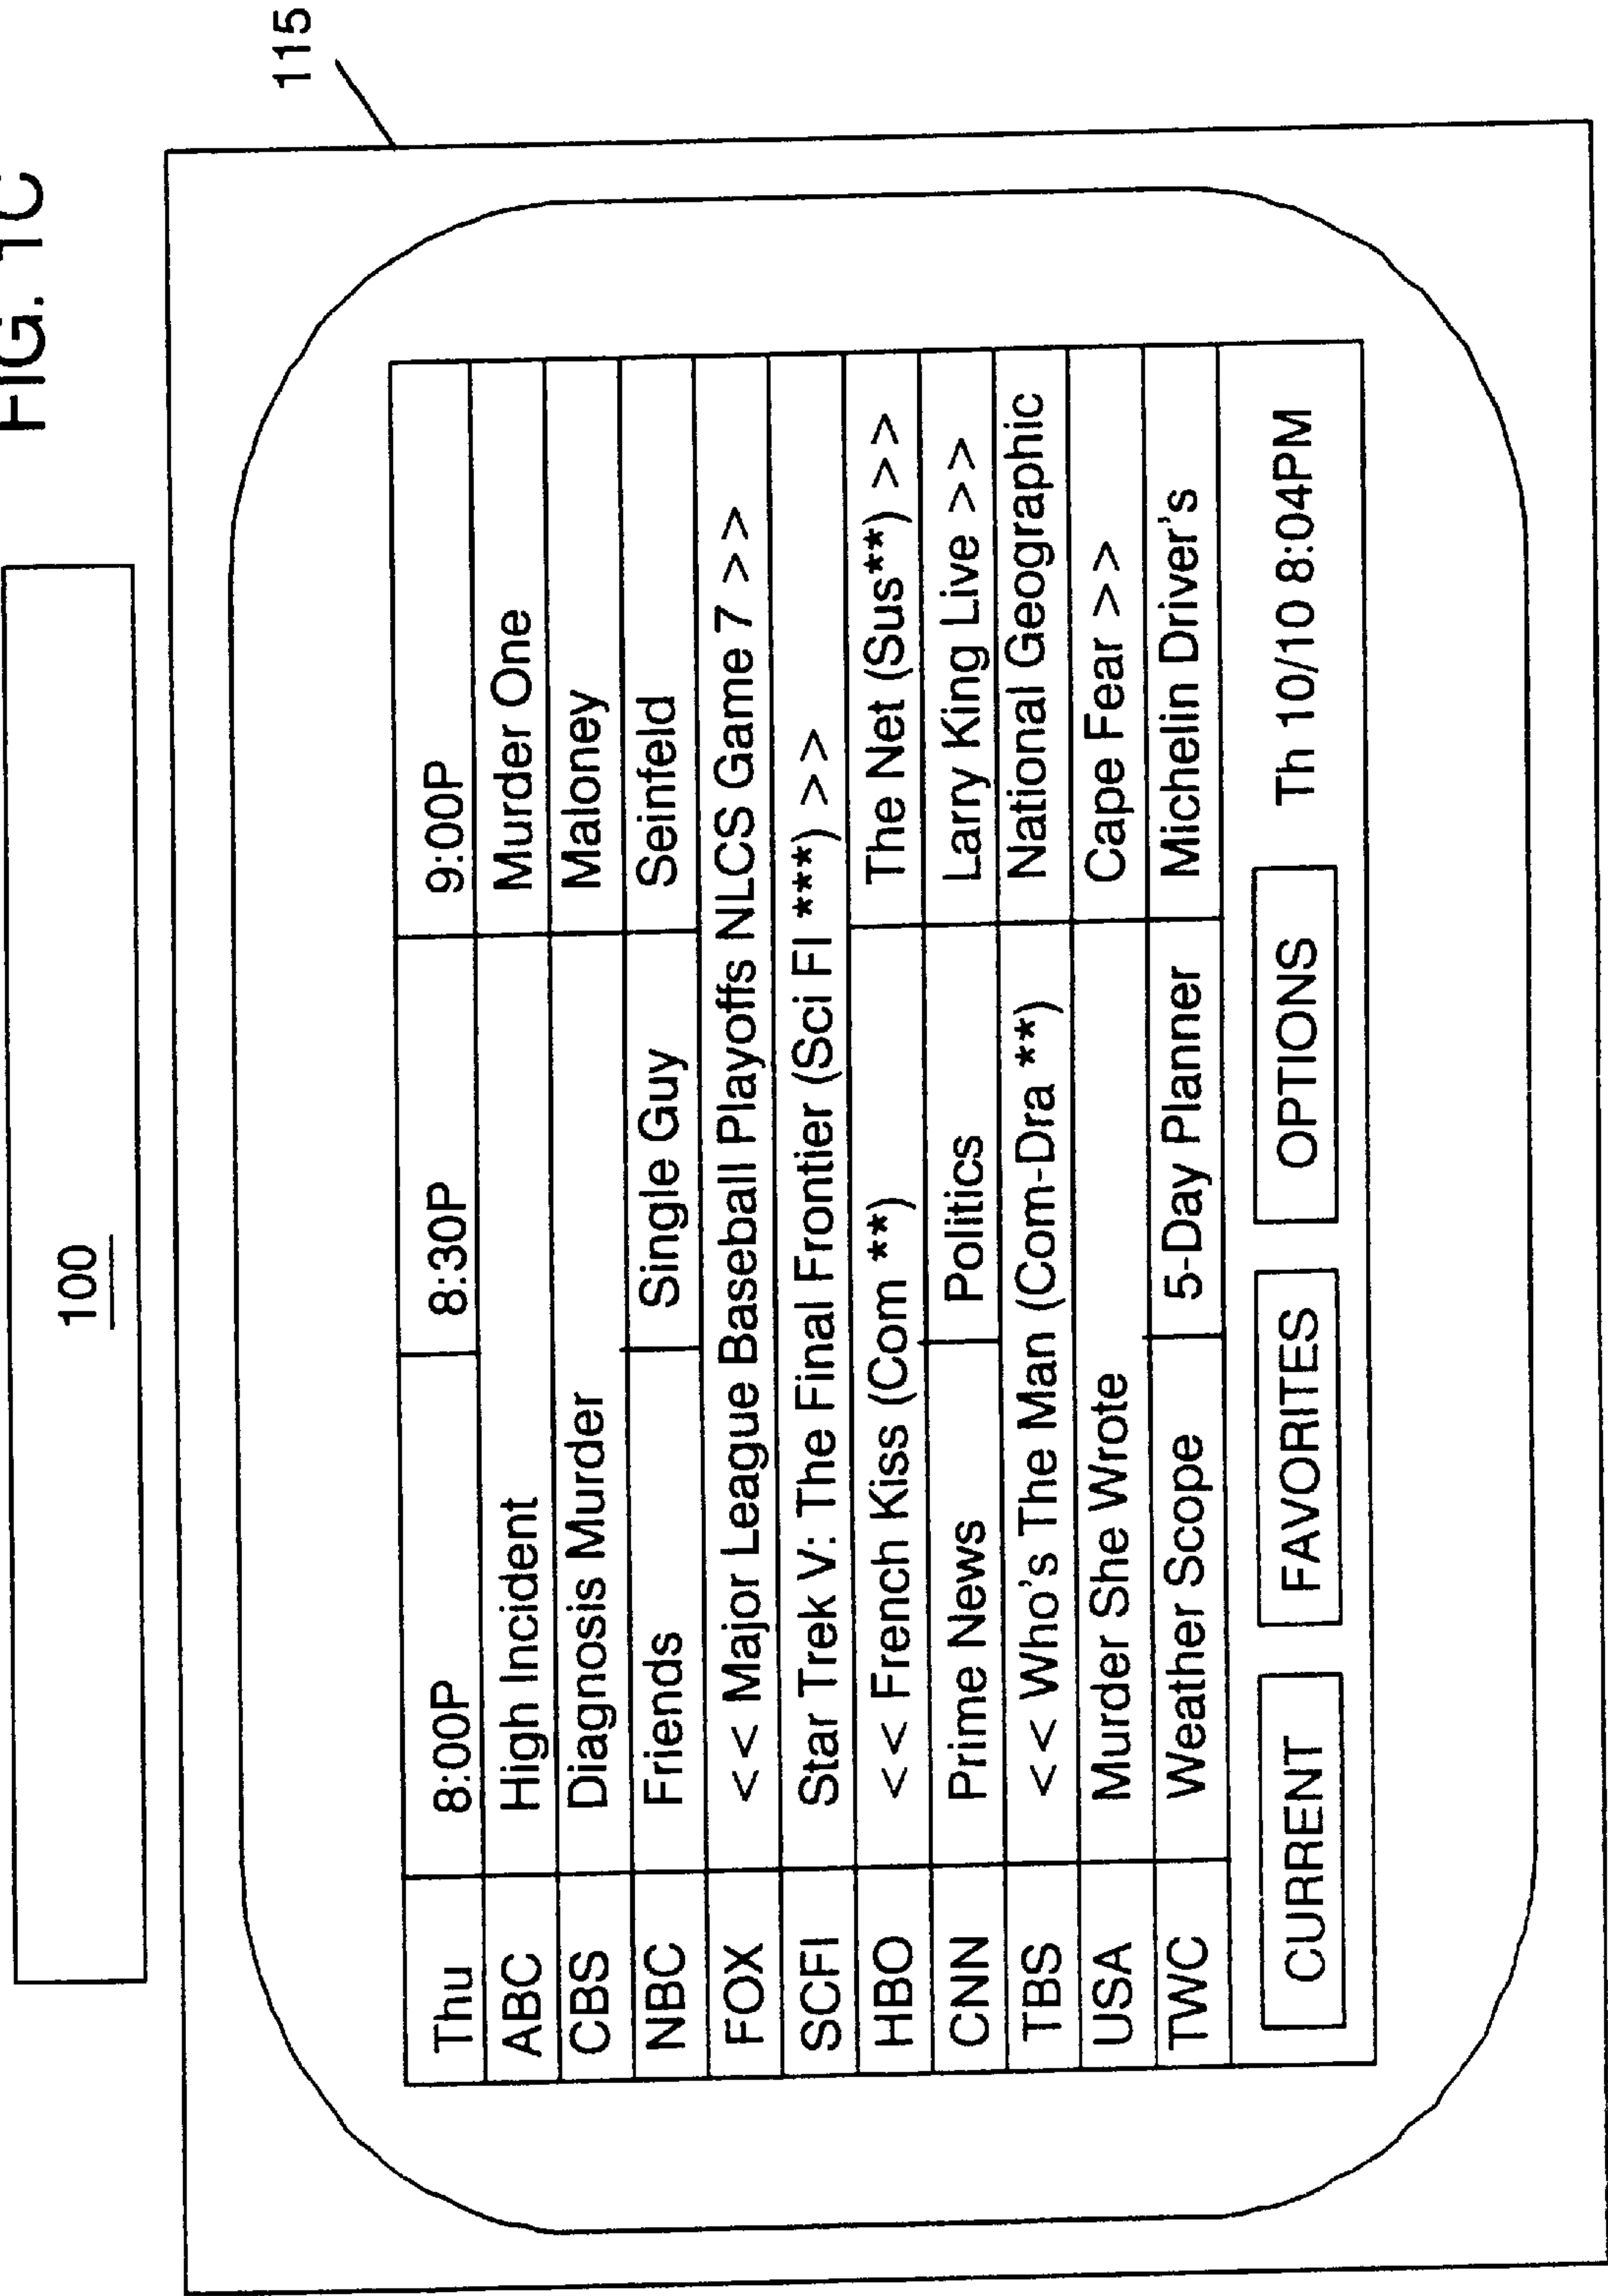 FIG. 1C
100
115
Thu 8:00P 8:30P 9:00P
ABC High Incident Murder One
CBS Diagnosis Murder Maloney
NBC Friends Single Guy Seinfeld
FOX << Major League Baseball Playoffs NLCS Game 7 >>
SCFI Star Trek V: The Final Frontier (Sci FI ***) >>
HBO << French Kiss (Com **) The Net (Sus**) >>
CNN Prime News Politics Larry King Live >>
TBS << Who's The Man (Com-Dra **) National Geographic
USA Murder She Wrote Cape Fear >>
TWC Weather Scope 5-Day Planner Michelin Driver's
CURRENT FAVORITES OPTIONS Th 10/10 8:04PM